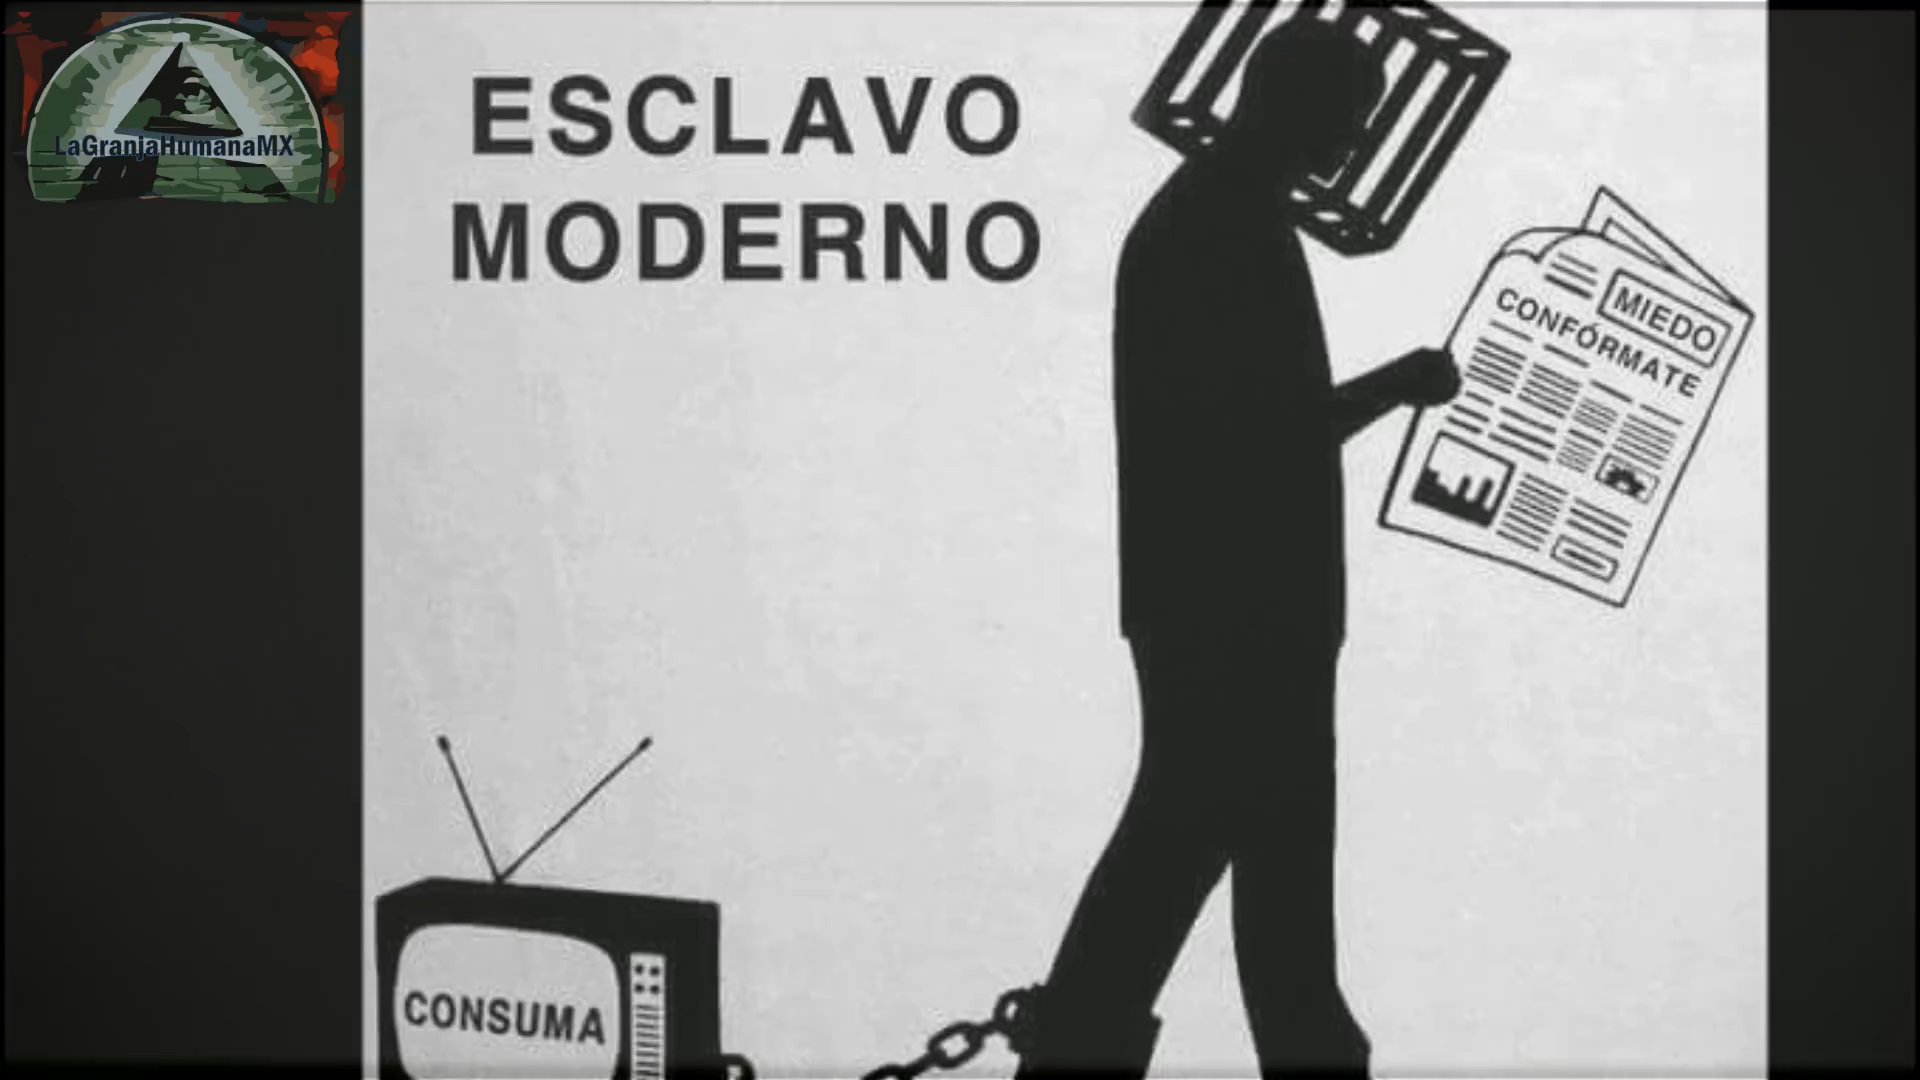 LaGranjaHumanaMX
ESCLAVO
MODERNO
MIEDO
CONFÓRMATE
CONSUMA